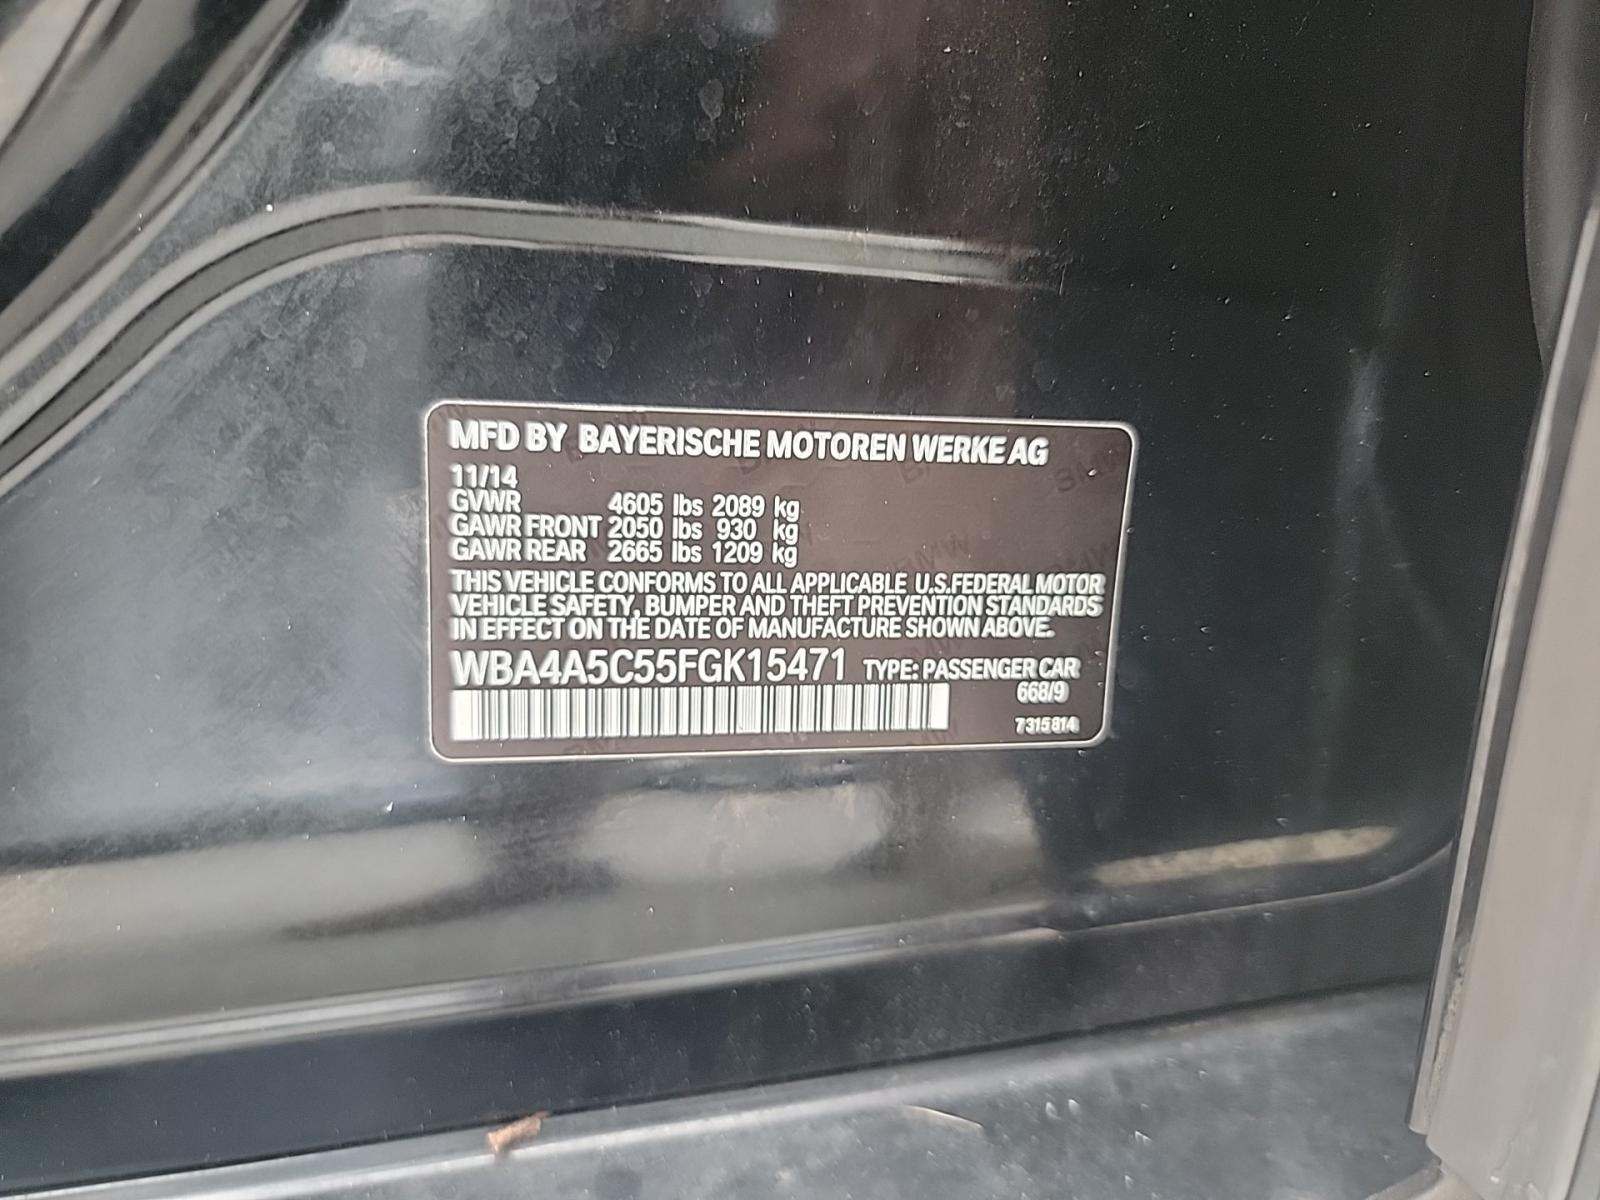 MFD BY BAYERISCHE MOTOREN WERKE AG
11/14
GVWR 4605 lbs 2089 kg
GAWR FRONT 2050 lbs 930 kg
GAWR REAR 2665 lbs 1209 kg
THIS VEHICLE CONFORMS TO ALL APPLICABLE U.S.FEDERAL MOTOR
VEHICLE SAFETY, BUMPER AND THEFT PREVENTION STANDARDS
IN EFFECT ON THE DATE OF MANUFACTURE SHOWN ABOVE.
WBA4A5C55FGK15471 TYPE: PASSENGER CAR
668/9
7315814